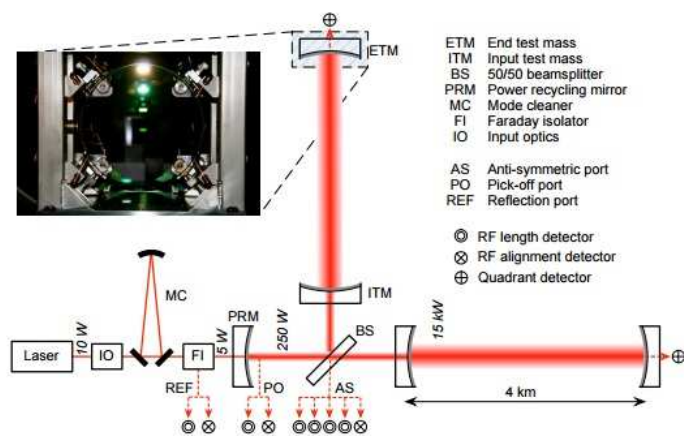 ETM
ETM End test mass
ITM Input test mass
BS 50/50 beamsplitter
PRM Power recycling mirror
MC Mode cleaner
FI Faraday isolator
IO Input optics
AS Anti-symmetric port
PO Pick-off port
REF Reflection port
RF length detector
RF alignment detector
Quadrant detector
MC
ITM
PRM
BS
10 W
5 W
250 W
15 kW
Laser
IO
FI
REF
PO
AS
4 km